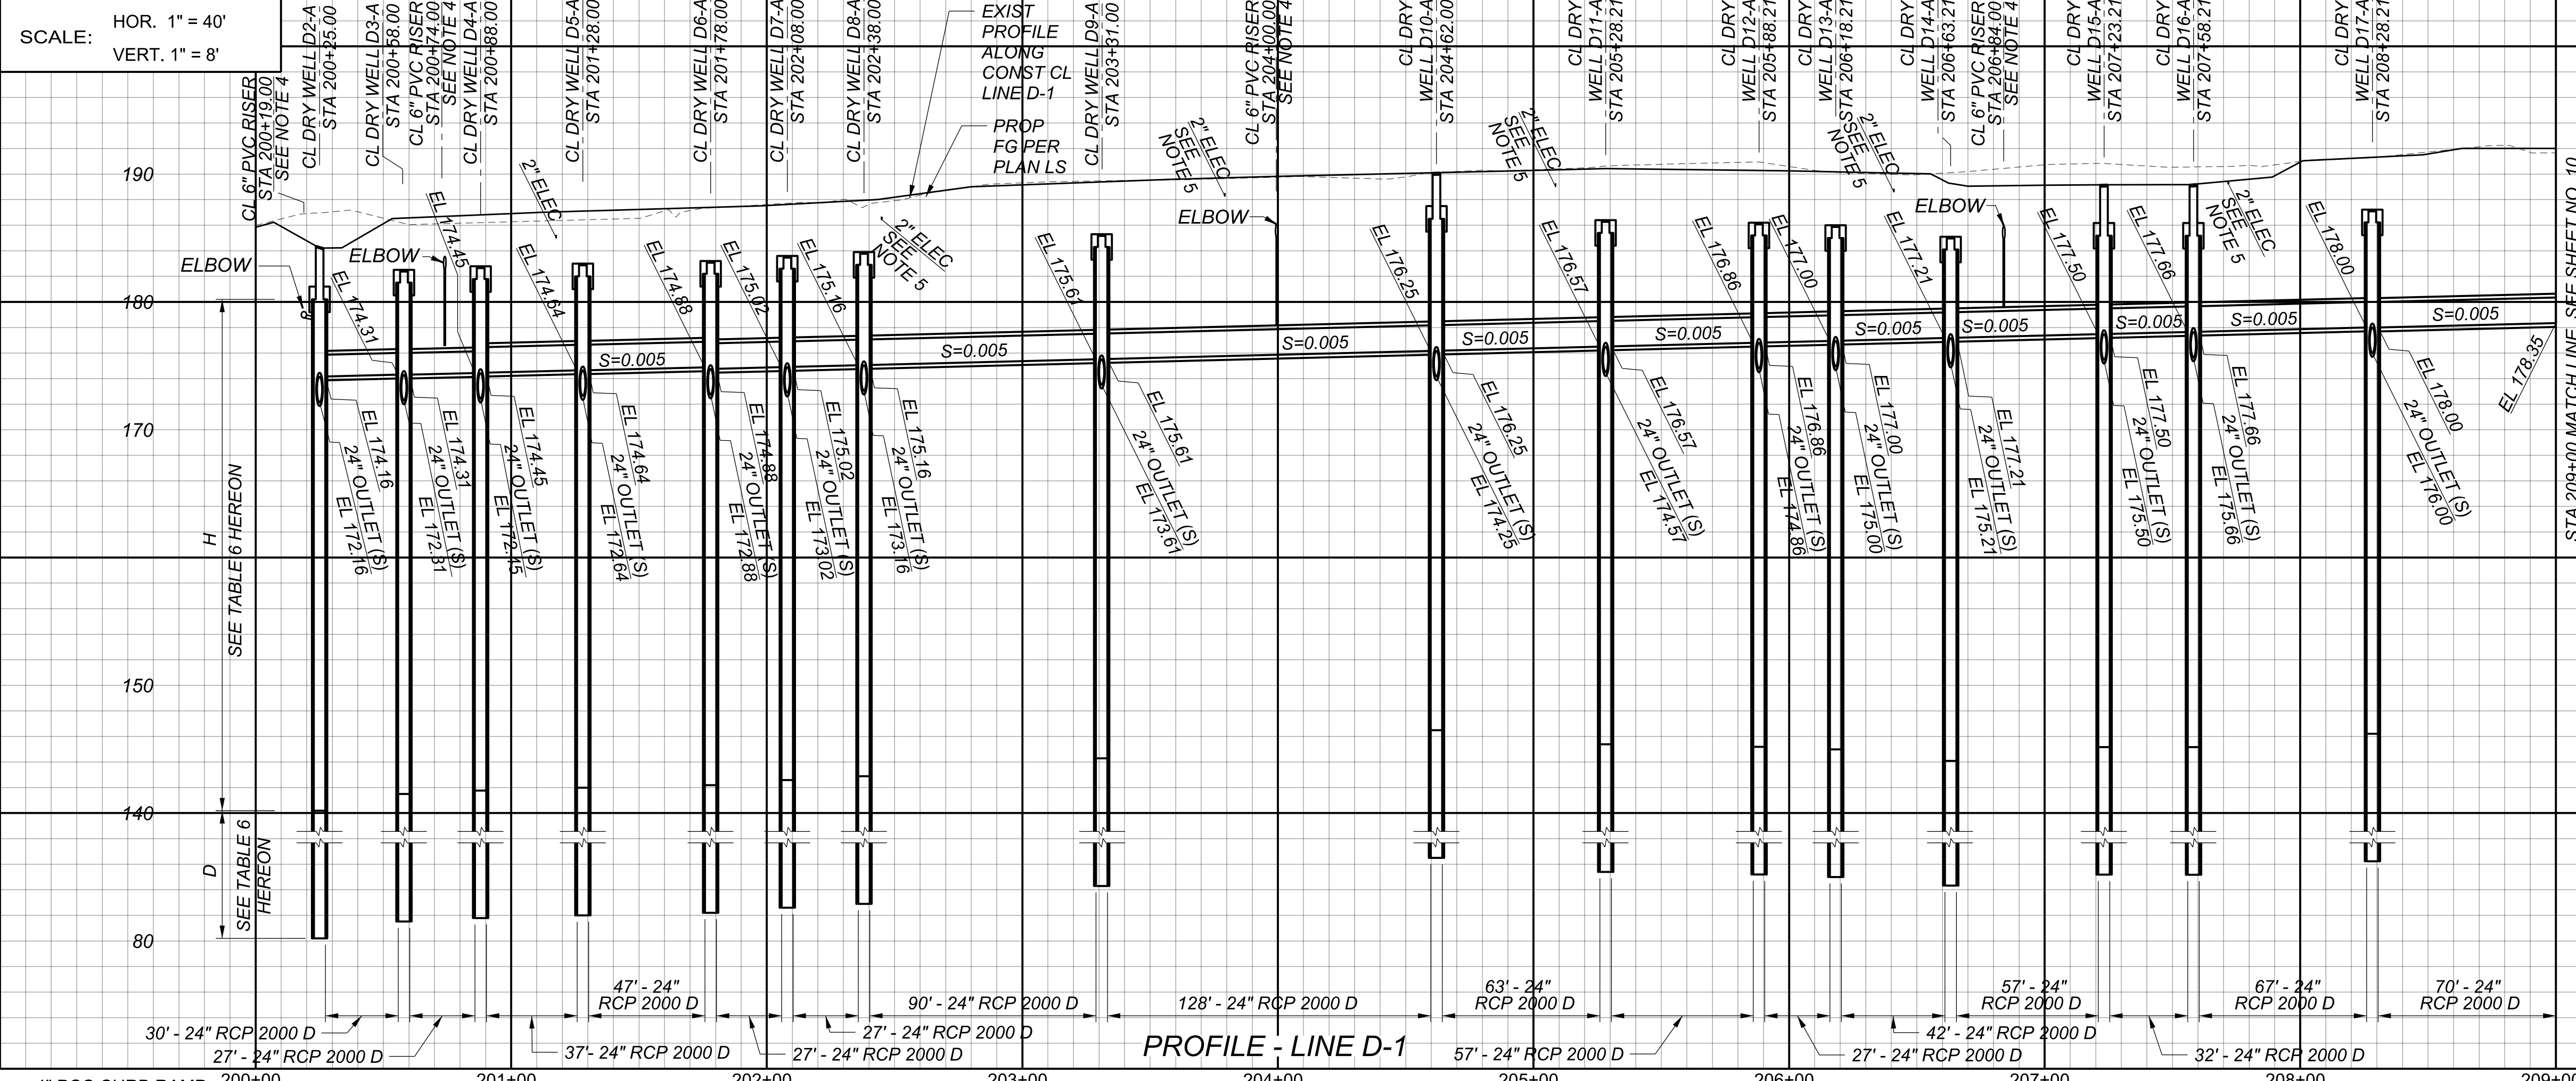 SCALE:
HOR. 1" = 40'
VERT. 1" = 8'
CL 6" PVC RISER
STA 200+19.00
SEE NOTE 4
CL DRY WELL D2-A
STA 200+25.00
CL DRY WELL D3-A
STA 200+58.00
CL 6" PVC RISER
STA 200+74.00
SEE NOTE 4
CL DRY WELL D4-A
STA 200+88.00
CL DRY WELL D5-A
STA 201+28.00
CL DRY WELL D6-A
STA 201+78.00
CL DRY WELL D7-A
STA 202+08.00
CL DRY WELL D8-A
STA 202+38.00
EXIST
PROFILE
ALONG
CONST CL
LINE D-1
PROP
FG PER
PLAN LS
CL DRY WELL D9-A
STA 203+31.00
CL 6" PVC RISER
STA 204+00.00
SEE NOTE 4
CL DRY
WELL D10-A
STA 204+62.00
CL DRY
WELL D11-A
STA 205+28.21
CL DRY
WELL D12-A
STA 205+88.21
CL DRY
WELL D13-A
STA 206+18.21
CL DRY
WELL D14-A
STA 206+63.21
CL 6" PVC RISER
STA 206+84.00
SEE NOTE 4
CL DRY
WELL D15-A
STA 207+23.21
CL DRY
WELL D16-A
STA 207+58.21
CL DRY
WELL D17-A
STA 208+28.21
190
180
170
150
140
80
2" ELEC
2" ELEC
SEE
NOTE 5
2" ELEC
SEE
NOTE 5
2" ELEC
SEE
NOTE 5
2" ELEC
SEE
NOTE 5
2" ELEC
SEE
NOTE 5
ELBOW
ELBOW
ELBOW
ELBOW
EL 174.31
EL 174.45
EL 174.64
EL 174.88
EL 175.02
EL 175.16
EL 175.61
EL 176.25
EL 176.57
EL 176.86
EL 177.00
EL 177.21
EL 177.50
EL 177.66
EL 178.00
S=0.005
S=0.005
S=0.005
S=0.005
S=0.005
S=0.005
S=0.005
S=0.005
S=0.005
S=0.005
EL 174.16
24" OUTLET (S)
EL 172.16
EL 174.31
24" OUTLET (S)
EL 172.31
EL 174.45
24" OUTLET (S)
EL 172.45
EL 174.64
24" OUTLET (S)
EL 172.64
EL 174.88
24" OUTLET (S)
EL 172.88
EL 175.02
24" OUTLET (S)
EL 173.02
EL 175.16
24" OUTLET (S)
EL 173.16
EL 175.61
24" OUTLET (S)
EL 173.61
EL 176.25
24" OUTLET (S)
EL 174.25
EL 176.57
24" OUTLET (S)
EL 174.57
EL 176.86
24" OUTLET (S)
EL 174.86
EL 177.00
24" OUTLET (S)
EL 175.00
EL 177.21
24" OUTLET (S)
EL 175.21
EL 177.50
24" OUTLET (S)
EL 175.50
EL 177.66
24" OUTLET (S)
EL 175.66
EL 178.00
24" OUTLET (S)
EL 176.00
EL 178.35
STA 209+00 MATCH LINE, SEE SHEET NO. 10
H
SEE TABLE 6 HEREON
D
SEE TABLE 6
HEREON
30' - 24" RCP 2000 D
27' - 24" RCP 2000 D
37'- 24" RCP 2000 D
47' - 24"
RCP 2000 D
27' - 24" RCP 2000 D
27' - 24" RCP 2000 D
90' - 24" RCP 2000 D
128' - 24" RCP 2000 D
63' - 24"
RCP 2000 D
57' - 24" RCP 2000 D
27' - 24" RCP 2000 D
42' - 24" RCP 2000 D
57' - 24"
RCP 2000 D
32' - 24" RCP 2000 D
67' - 24"
RCP 2000 D
70' - 24"
RCP 2000 D
PROFILE - LINE D-1
200+00
201+00
202+00
203+00
204+00
205+00
206+00
207+00
208+00
209+00